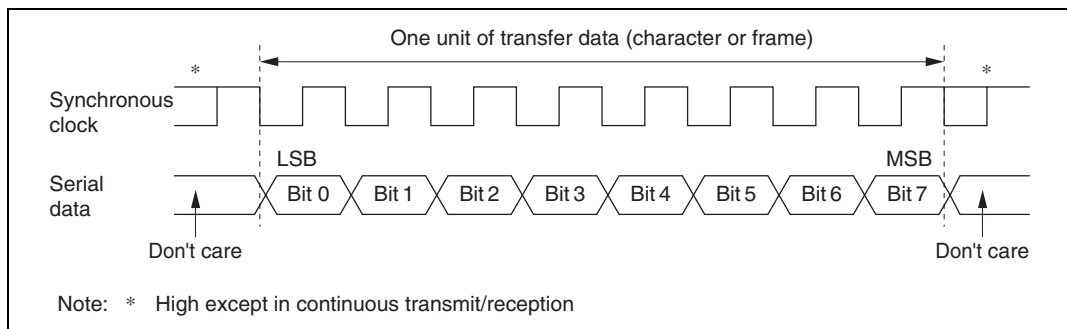 One unit of transfer data (character or frame)
*
*
Synchronous
clock
LSB
MSB
Serial
data
Bit 0
Bit 1
Bit 2
Bit 3
Bit 4
Bit 5
Bit 6
Bit 7
Don't care
Don't care
Note: * High except in continuous transmit/reception